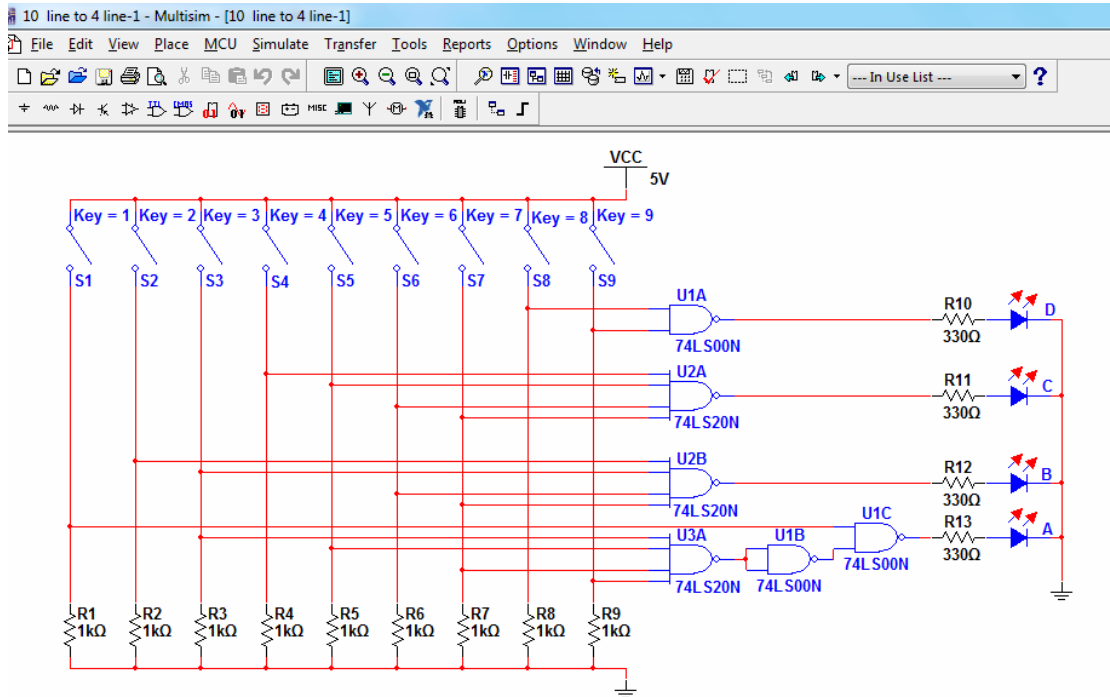 10 line to 4 line-1 - Multisim - [10 line to 4 line-1]
File Edit View Place MCU Simulate Transfer Tools Reports Options Window Help
--- In Use List --- ?
MISC
VCC
5V
Key = 1 Key = 2 Key = 3 Key = 4 Key = 5 Key = 6 Key = 7 Key = 8 Key = 9
S1 S2 S3 S4 S5 S6 S7 S8 S9
U1A
74LS00N
R10
330Ω
D
U2A
74LS20N
R11
330Ω
C
U2B
74LS20N
R12
330Ω
B
U1C
74LS00N
R13
330Ω
A
U3A
74LS20N
U1B
74LS00N
R1 R2 R3 R4 R5 R6 R7 R8 R9
1kΩ 1kΩ 1kΩ 1kΩ 1kΩ 1kΩ 1kΩ 1kΩ 1kΩ